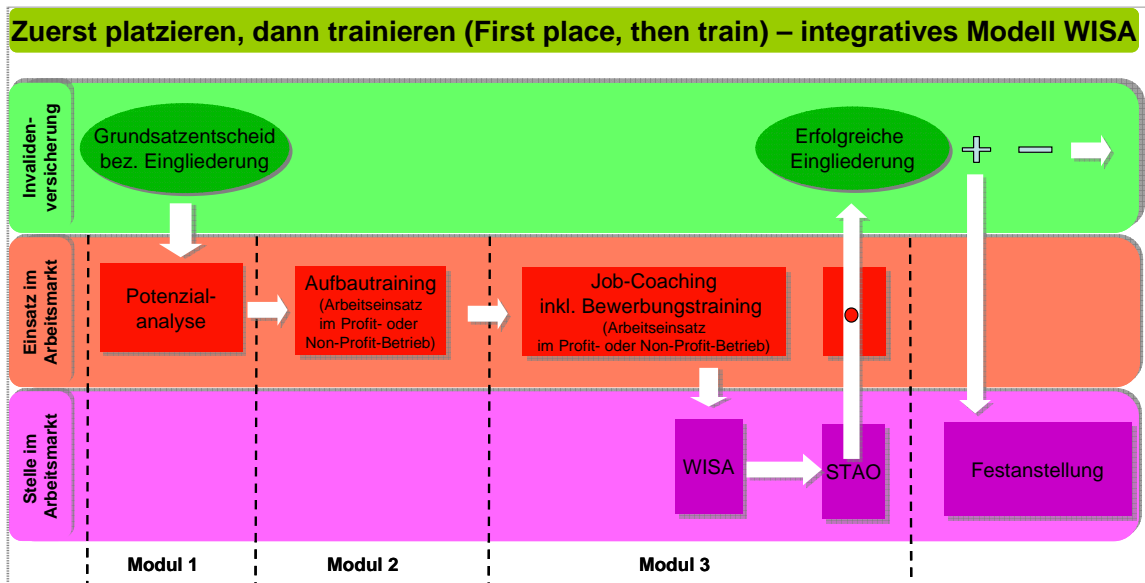 Zuerst platzieren, dann trainieren (First place, then train) – integratives Modell WISA
Invaliden-
versicherung
Grundsatzentscheid
bez. Eingliederung
Erfolgreiche
Eingliederung
Einsatz im
Arbeitsmarkt
Potenzial-
analyse
Aufbautraining
(Arbeitseinsatz
im Profit- oder
Non-Profit-Betrieb)
Job-Coaching
inkl. Bewerbungstraining
(Arbeitseinsatz
im Profit- oder Non-Profit-Betrieb)
Stelle im
Arbeitsmarkt
WISA
STAO
Festanstellung
Modul 1
Modul 2
Modul 3